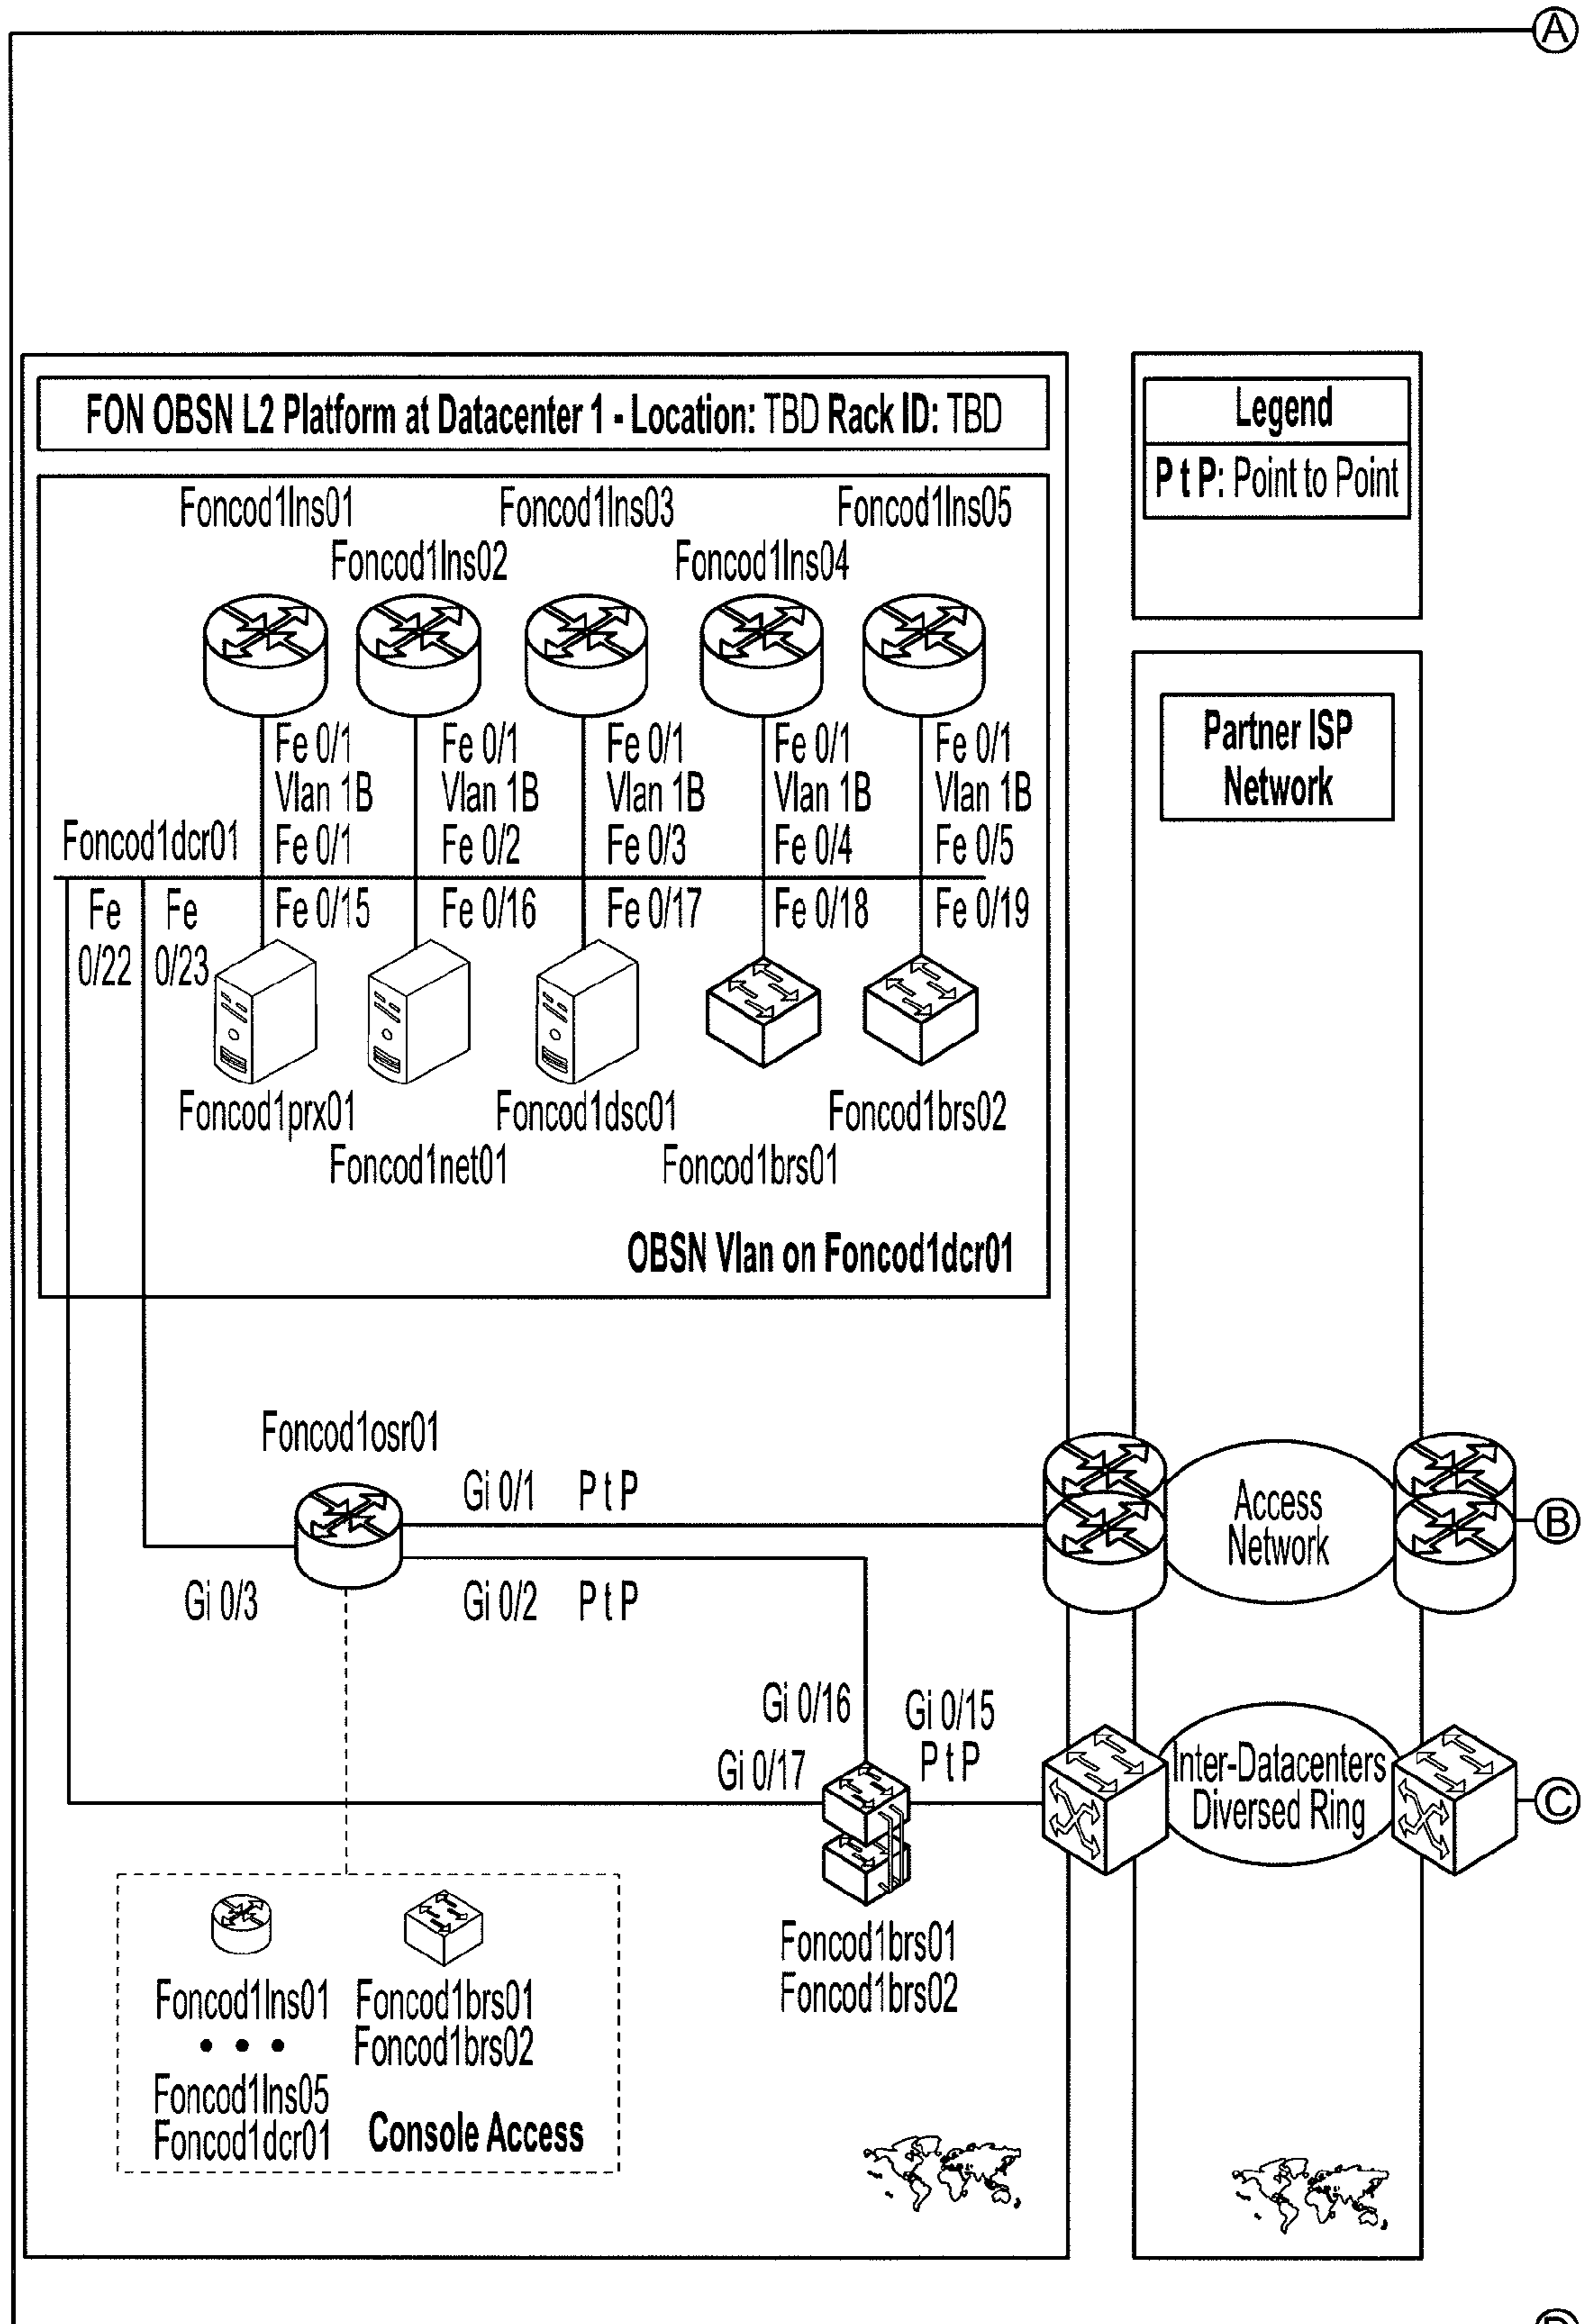 A
FON OBSN L2 Platform at Datacenter 1 - Location: TBD Rack ID: TBD
Legend
P t P: Point to Point
Foncod1lns01
Foncod1lns03
Foncod1lns05
Foncod1lns02
Foncod1lns04
Partner ISP
Network
Fe 0/1
Vlan 1B
Fe 0/1
Fe 0/1
Vlan 1B
Fe 0/2
Fe 0/1
Vlan 1B
Fe 0/3
Fe 0/1
Vlan 1B
Fe 0/4
Fe 0/1
Vlan 1B
Fe 0/5
Foncod1dcr01
Fe
0/22
Fe
0/23
Fe 0/15
Fe 0/16
Fe 0/17
Fe 0/18
Fe 0/19
Foncod1prx01
Foncod1dsc01
Foncod1brs02
Foncod1net01
Foncod1brs01
OBSN Vlan on Foncod1dcr01
Foncod1osr01
Gi 0/1 P t P
Access
Network
B
Gi 0/3
Gi 0/2 P t P
Gi 0/16
Gi 0/15
P t P
Gi 0/17
Inter-Datacenters
Diversed Ring
C
Foncod1brs01
Foncod1brs02
Foncod1lns01
• • •
Foncod1lns05
Foncod1dcr01
Foncod1brs01
Foncod1brs02
Console Access